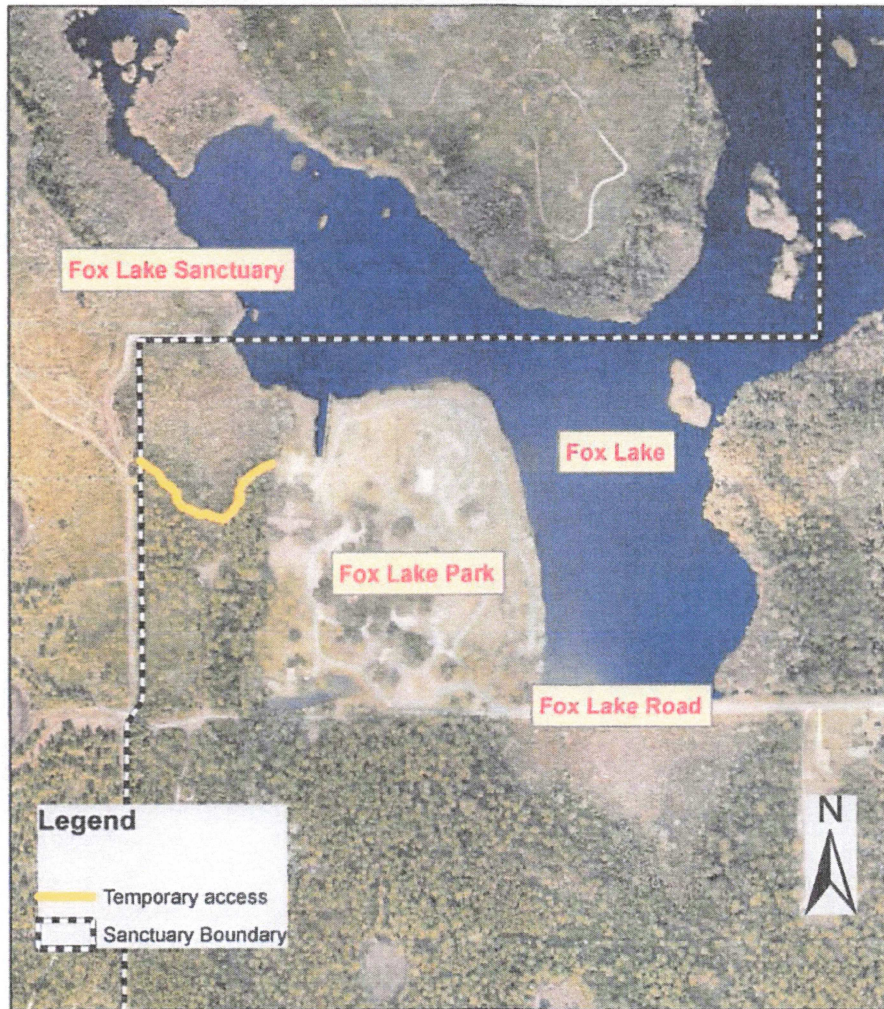 Fox Lake Sanctuary
Fox Lake
Fox Lake Park
Fox Lake Road
Legend
Temporary access
Sanctuary Boundary
N